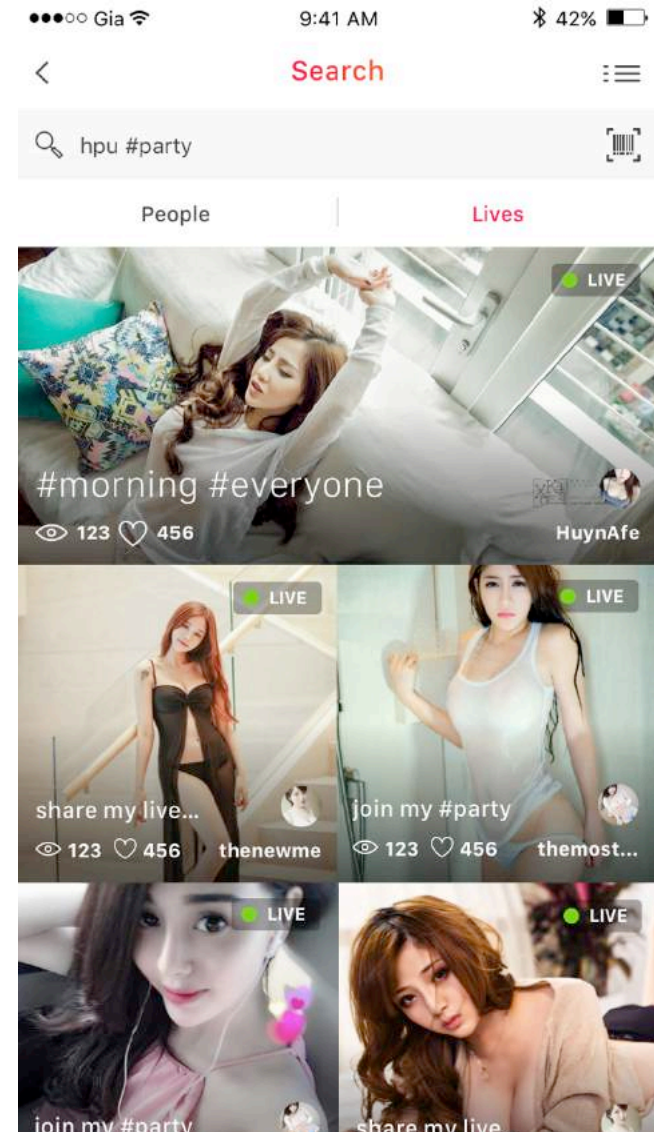 Gia 9:41 AM 42%
Search
hpu #party
People Lives
LIVE
#morning #everyone
123 456 HuynAfe
LIVE LIVE
share my live... join my #party
123 456 thenewme 123 456 themost...
LIVE LIVE
join my #party share my live